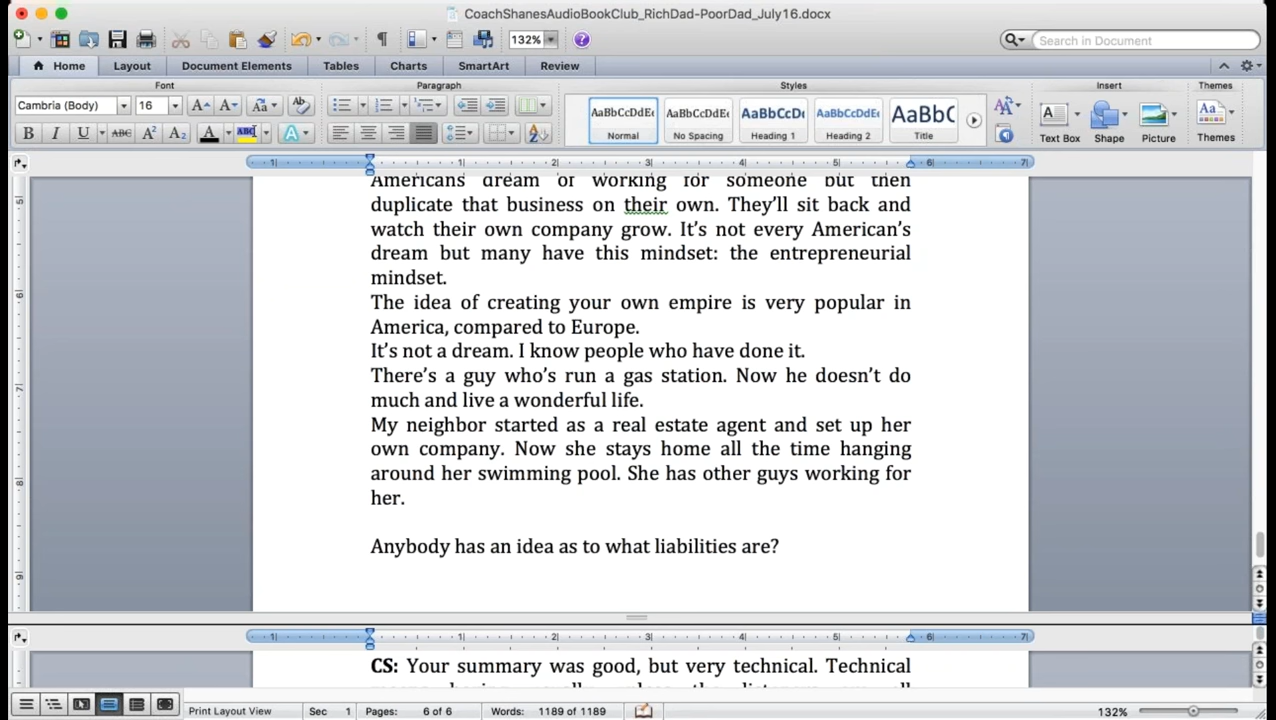 CoachShanesAudioBookClub_RichDad-PoorDad_July16.docx
132%
Search in Document
Home Layout Document Elements Tables Charts SmartArt Review
Font Paragraph Styles Insert Themes
Cambria (Body) 16
AaBbCcDdEe AaBbCcDdEe AaBbCcDı AaBbCcDdEe AaBbC
Normal No Spacing Heading 1 Heading 2 Title
Text Box Shape Picture Themes
Americans dream of working for someone but then
duplicate that business on their own. They’ll sit back and
watch their own company grow. It’s not every American’s
dream but many have this mindset: the entrepreneurial
mindset.
The idea of creating your own empire is very popular in
America, compared to Europe.
It’s not a dream. I know people who have done it.
There’s a guy who’s run a gas station. Now he doesn’t do
much and live a wonderful life.
My neighbor started as a real estate agent and set up her
own company. Now she stays home all the time hanging
around her swimming pool. She has other guys working for
her.
Anybody has an idea as to what liabilities are?
CS: Your summary was good, but very technical. Technical
Print Layout View Sec 1 Pages: 6 of 6 Words: 1189 of 1189 132%